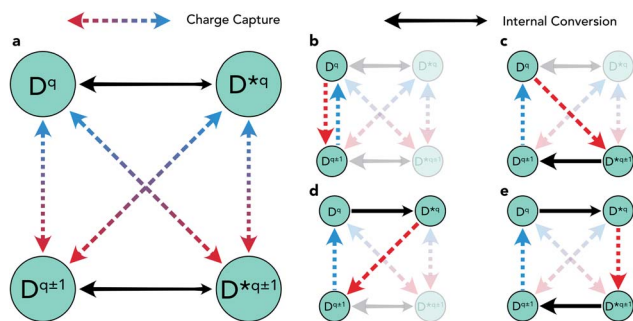 Charge Capture
Internal Conversion
a
D^q
D*^q
D^q±1
D*^q±1
b
D^q
D*^q
D^q±1
D*^q±1
c
D^q
D*^q
D^q±1
D*^q±1
d
D^q
D*^q
D^q±1
D*^q±1
e
D^q
D*^q
D^q±1
D*^q±1